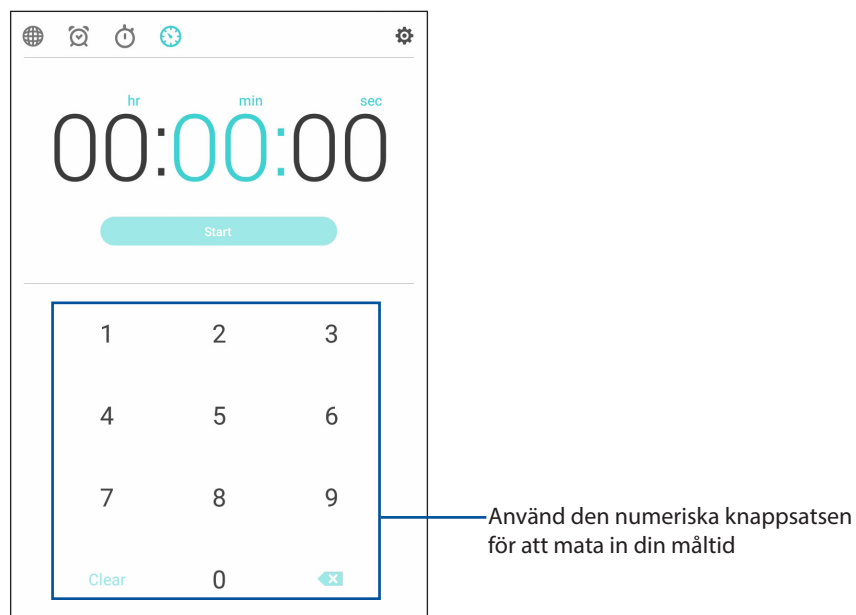 hr min sec
00:00:00
Start
1 2 3
4 5 6
7 8 9
Använd den numeriska knappsatsen
för att mata in din måltid
Clear 0